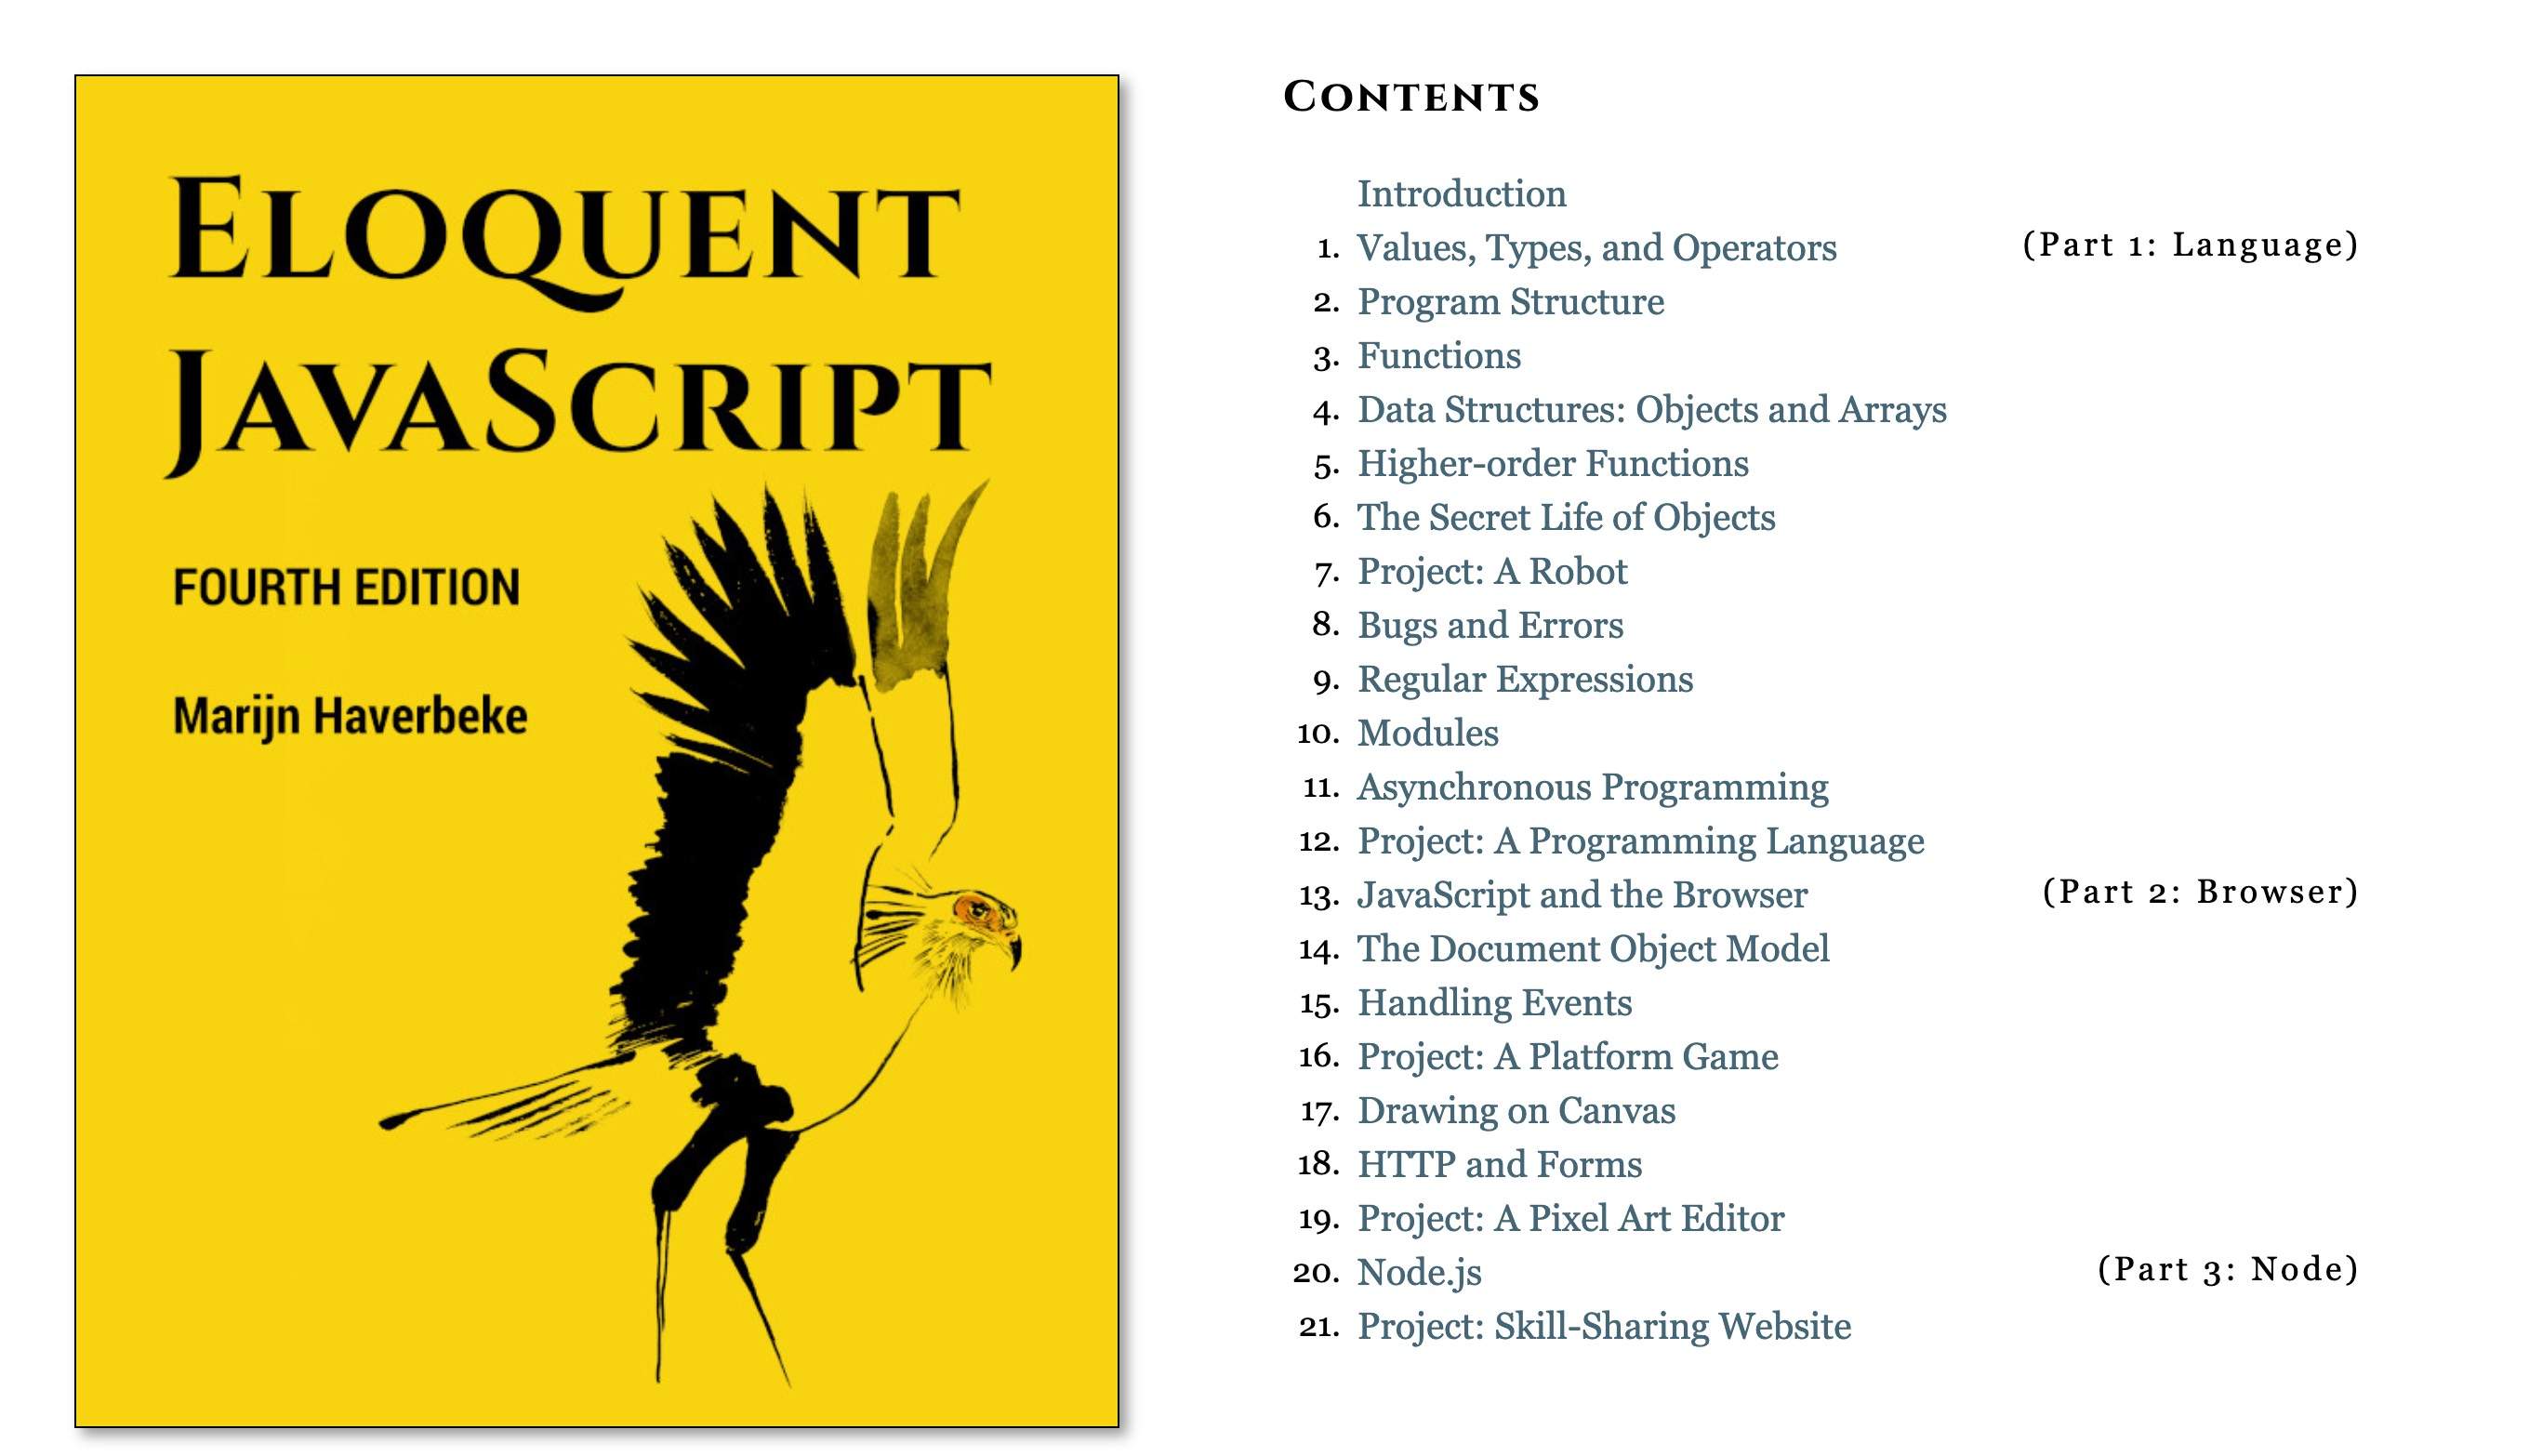 ELOQUENT
JAVASCRIPT
FOURTH EDITION
Marijn Haverbeke
CONTENTS
Introduction
1. Values, Types, and Operators (Part 1: Language)
2. Program Structure
3. Functions
4. Data Structures: Objects and Arrays
5. Higher-order Functions
6. The Secret Life of Objects
7. Project: A Robot
8. Bugs and Errors
9. Regular Expressions
10. Modules
11. Asynchronous Programming
12. Project: A Programming Language
13. JavaScript and the Browser (Part 2: Browser)
14. The Document Object Model
15. Handling Events
16. Project: A Platform Game
17. Drawing on Canvas
18. HTTP and Forms
19. Project: A Pixel Art Editor
20. Node.js (Part 3: Node)
21. Project: Skill-Sharing Website